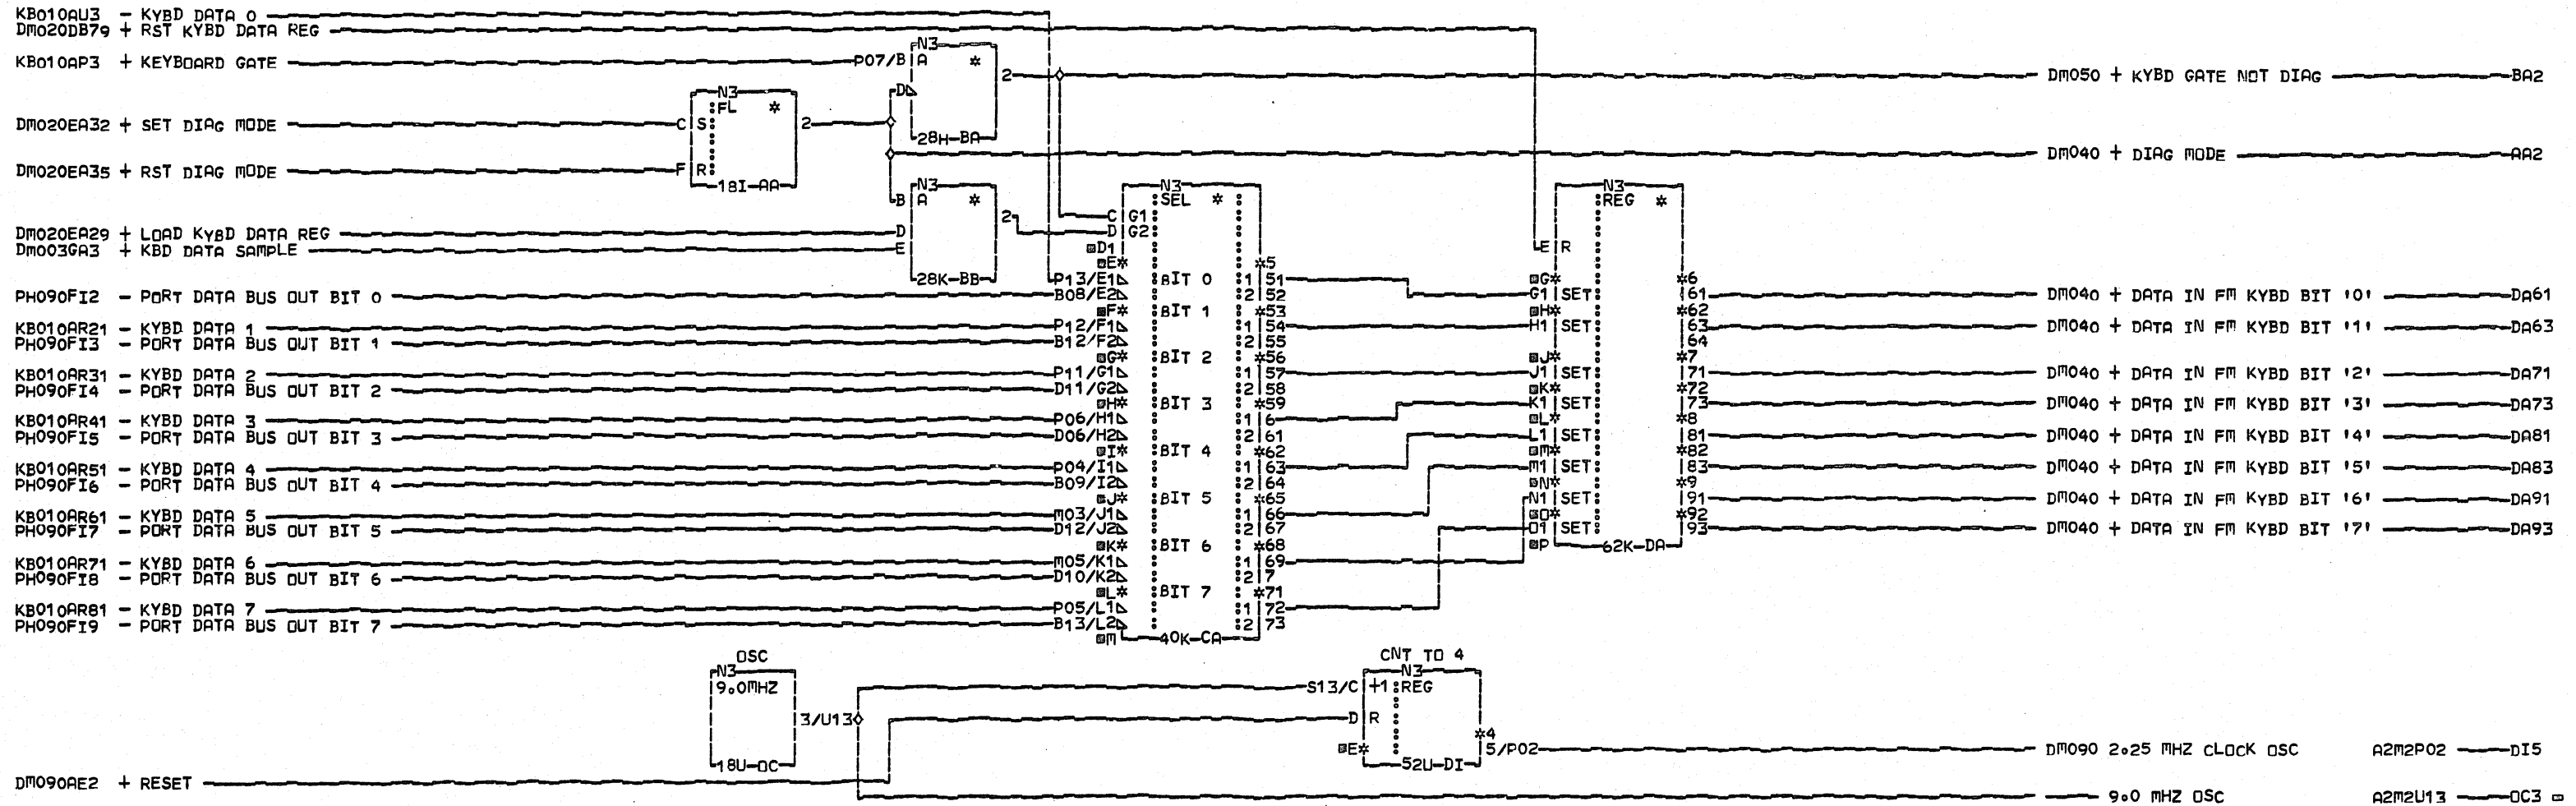 KB010AU3 - KYBD DATA 0
DM020DB79 + RST KYBD DATA REG
KB010AP3 + KEYBOARD GATE P07/B
N3
A *
2
D
28H-BA
DM050 + KYBD GATE NOT DIAG BA2
DM020EA32 + SET DIAG MODE C
DM020EA35 + RST DIAG MODE F
N3
FL *
S
R
2
18I-AA
DM040 + DIAG MODE AA2
B
N3
A *
2
DM020EA29 + LOAD KYBD DATA REG D
DM003GA3 + KBD DATA SAMPLE E
28K-BB
N3
SEL *
C G1
D G2
D1
E* *5
P13/E1 BIT 0 1 51
PH090FI2 - PORT DATA BUS OUT BIT 0 B08/E2 2 52
F* BIT 1 *53
KB010AR21 - KYBD DATA 1 P12/F1 1 54
PH090FI3 - PORT DATA BUS OUT BIT 1 B12/F2 2 55
G* BIT 2 *56
KB010AR31 - KYBD DATA 2 P11/G1 1 57
PH090FI4 - PORT DATA BUS OUT BIT 2 D11/G2 2 58
H* BIT 3 *59
KB010AR41 - KYBD DATA 3 P06/H1 1 6
PH090FI5 - PORT DATA BUS OUT BIT 3 D06/H2 2 61
I* BIT 4 *62
KB010AR51 - KYBD DATA 4 P04/I1 1 63
PH090FI6 - PORT DATA BUS OUT BIT 4 B09/I2 2 64
J* BIT 5 *65
KB010AR61 - KYBD DATA 5 M03/J1 1 66
PH090FI7 - PORT DATA BUS OUT BIT 5 D12/J2 2 67
K* BIT 6 *68
KB010AR71 - KYBD DATA 6 M05/K1 1 69
PH090FI8 - PORT DATA BUS OUT BIT 6 D10/K2 2 7
L* BIT 7 *71
KB010AR81 - KYBD DATA 7 P05/L1 1 72
PH090FI9 - PORT DATA BUS OUT BIT 7 B13/L2 2 73
M 40K-CA
N3
REG *
E R
G* *6
G1 SET 61 DM040 + DATA IN FM KYBD BIT '0' DA61
H* *62
H1 SET 63 DM040 + DATA IN FM KYBD BIT '1' DA63
64
J* *7
J1 SET 71 DM040 + DATA IN FM KYBD BIT '2' DA71
K* *72
K1 SET 73 DM040 + DATA IN FM KYBD BIT '3' DA73
L* *8
L1 SET 81 DM040 + DATA IN FM KYBD BIT '4' DA81
M* *82
M1 SET 83 DM040 + DATA IN FM KYBD BIT '5' DA83
N* *9
N1 SET 91 DM040 + DATA IN FM KYBD BIT '6' DA91
O* *92
O1 SET 93 DM040 + DATA IN FM KYBD BIT '7' DA93
P 62K-DA
OSC
N3
9.0MHZ
3/U13
18U-OC
CNT TO 4
N3
S13/C +1 REG
D R
*4
E* 5/P02 DM090 2.25 MHZ CLOCK OSC A2M2P02 DI5
52U-DI
DM090AE2 + RESET
9.0 MHZ OSC A2M2U13 OC3